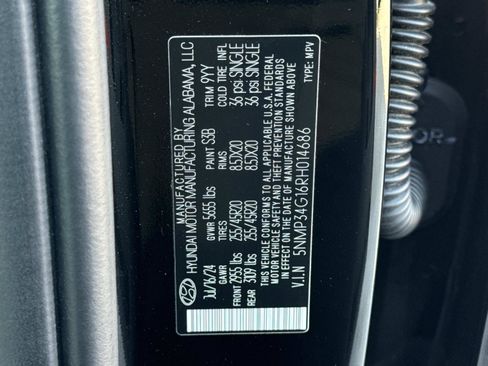 MANUFACTURED BY
HYUNDAI MOTOR MANUFACTURING ALABAMA, LLC
Jul/16/24 GVWR 5655 lbs PAINT S3B TRIM 9YY
TIRES RIMS COLD TIRE INFL
FRONT 2955 lbs 255/45R20 8.5JX20 36 psi SINGLE
REAR 3109 lbs 255/45R20 8.5JX20 36 psi SINGLE
THIS VEHICLE CONFORMS TO ALL APPLICABLE U.S.A. FEDERAL
MOTOR VEHICLE SAFETY AND THEFT PREVENTION STANDARDS
IN EFFECT ON THE DATE OF MANUFACTURE SHOWN ABOVE
V.I.N 5NMP34G16RH014686 TYPE: MPV